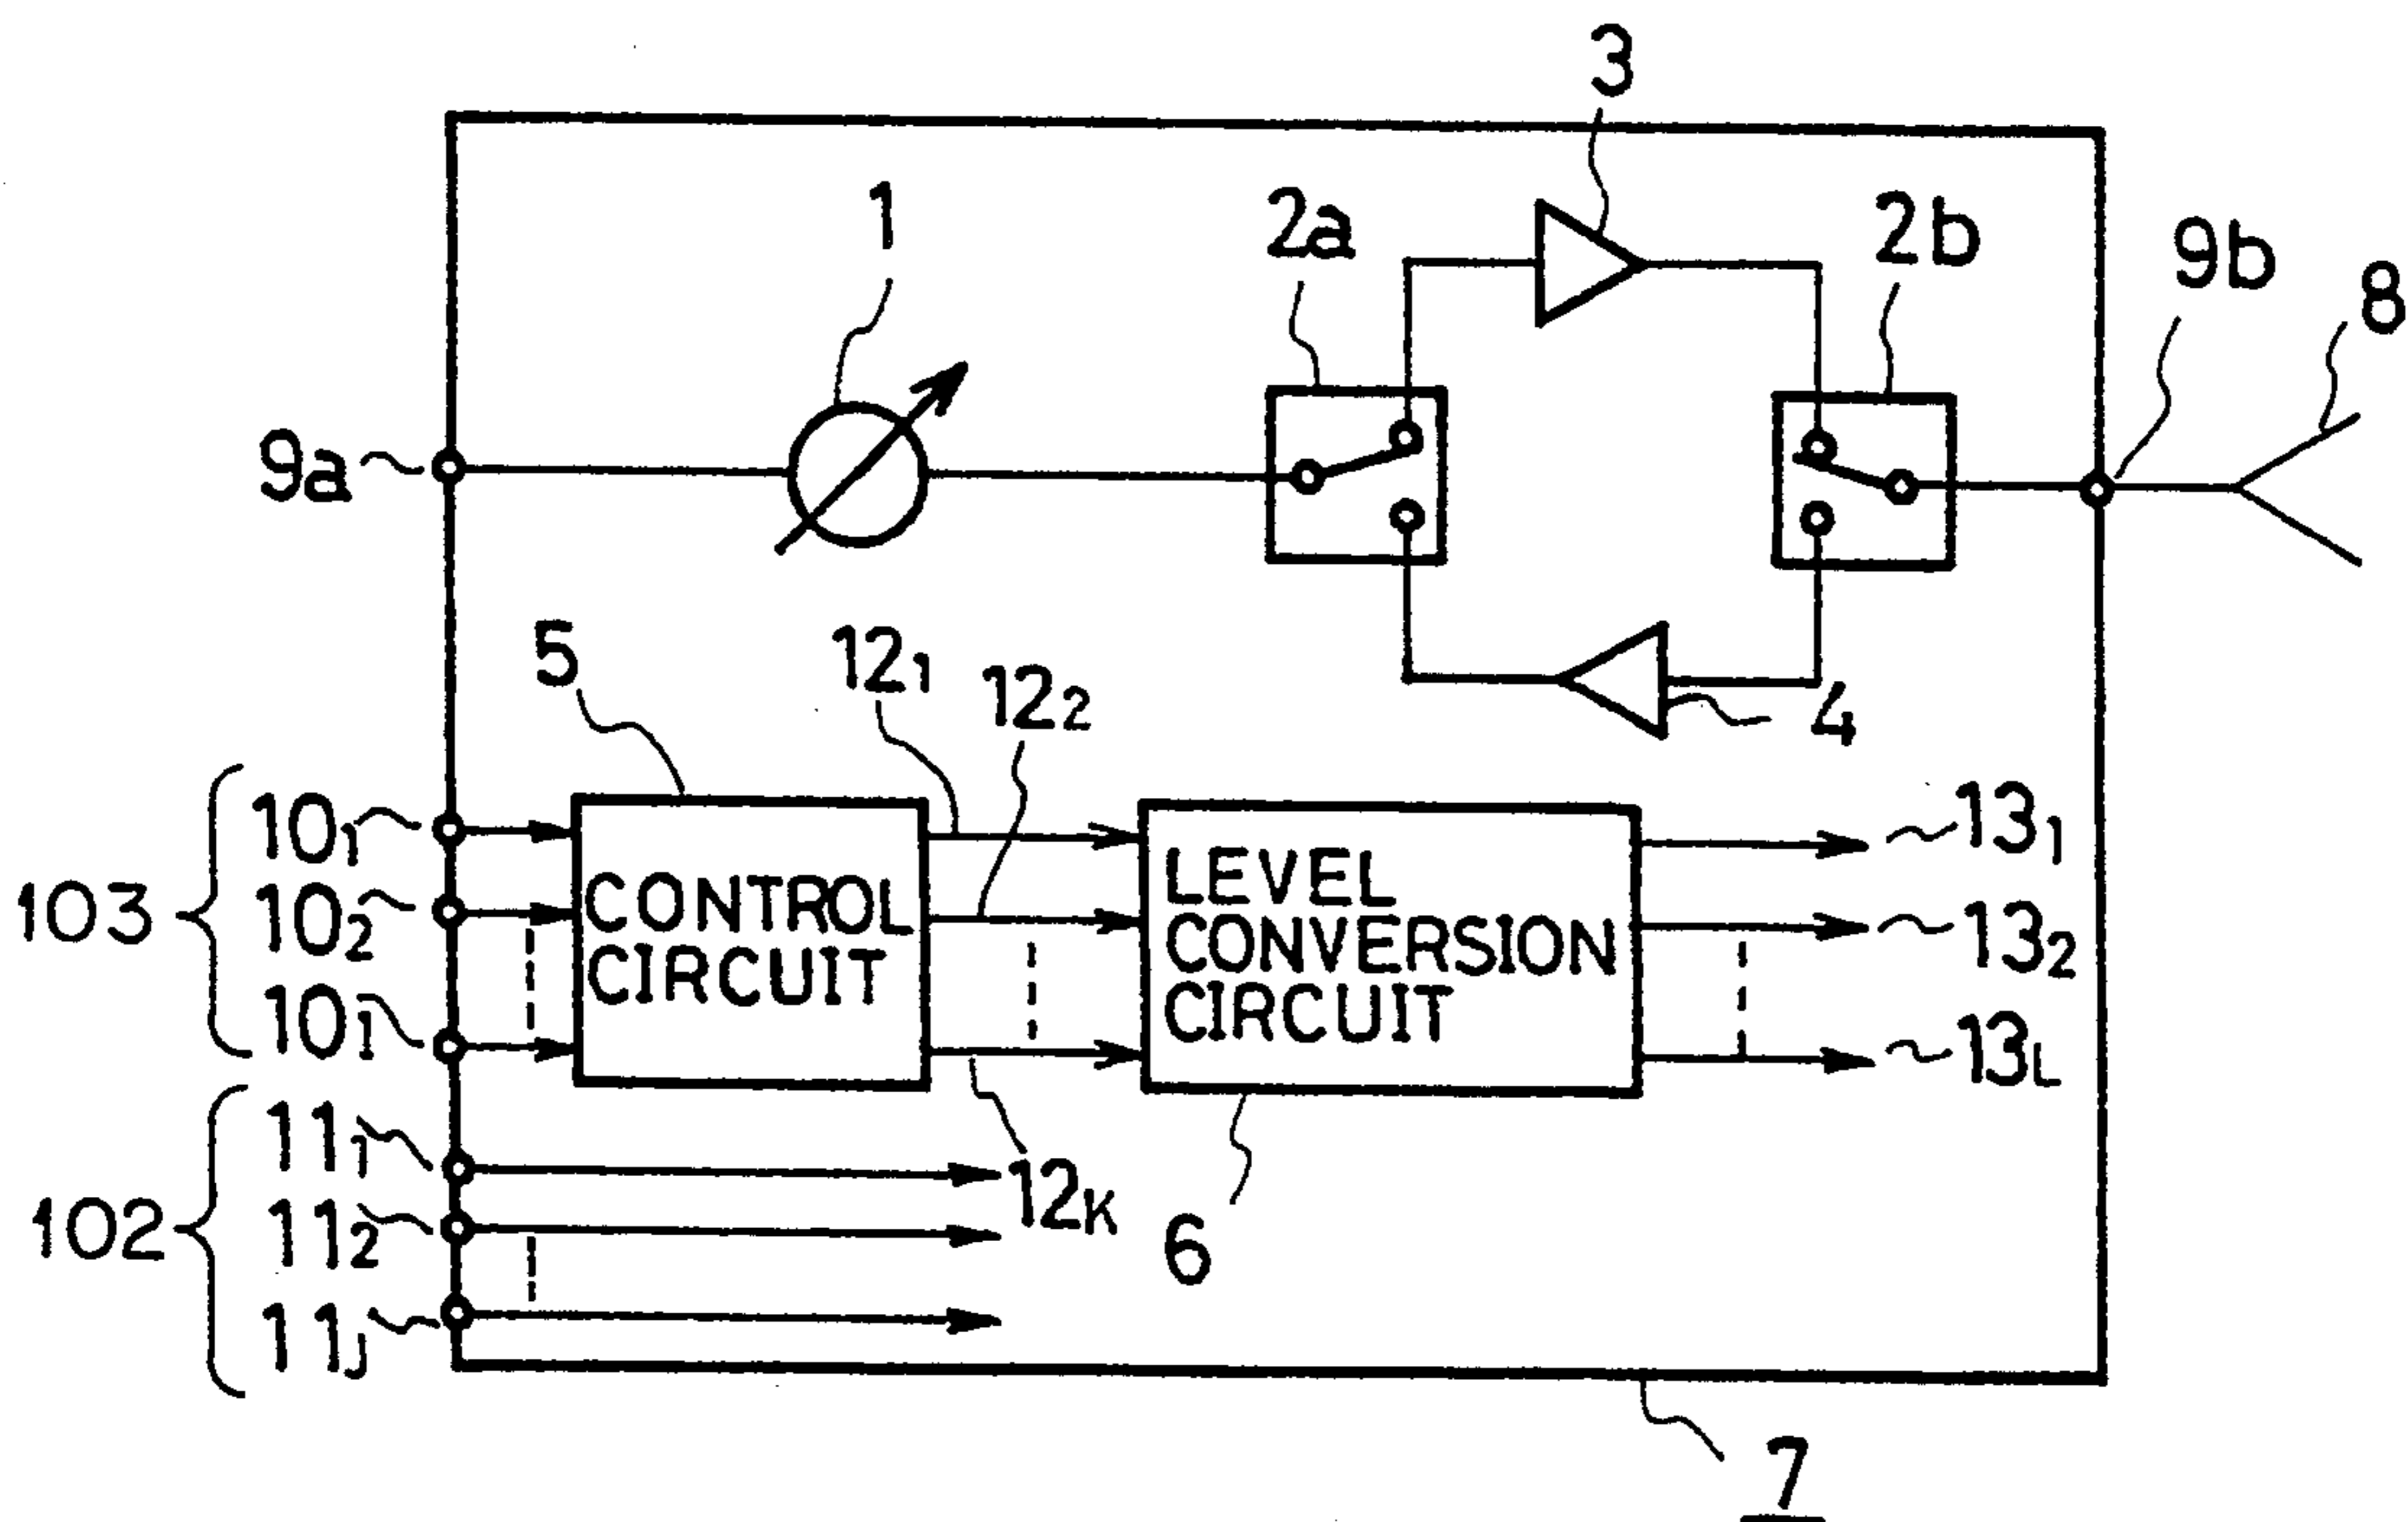 3
1
2a
2b
9b
8
9a
5
12₁
12₂
4
103
10₁
10₂
10i
CONTROL
CIRCUIT
LEVEL
CONVERSION
CIRCUIT
13₁
13₂
13L
102
11₁
11₂
11J
12K
6
7